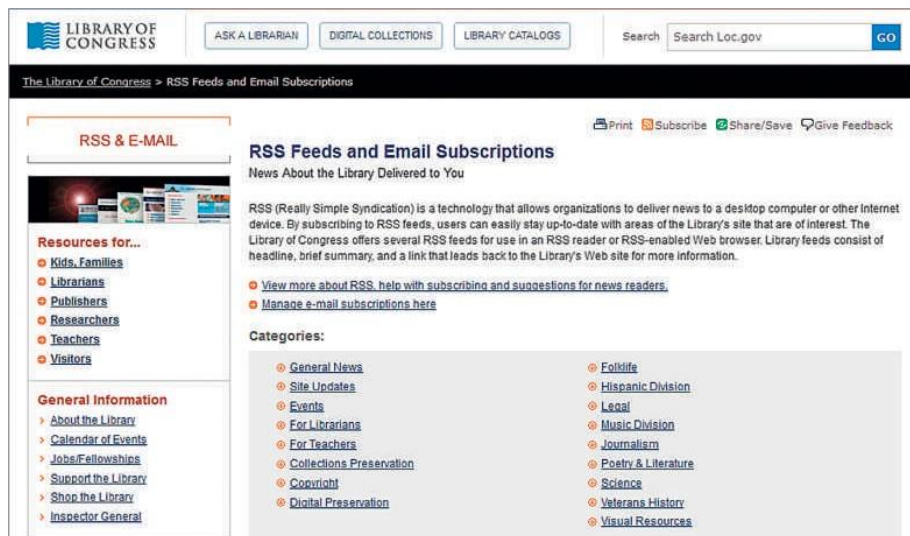 LIBRARY OF
CONGRESS
ASK A LIBRARIAN
DIGITAL COLLECTIONS
LIBRARY CATALOGS
Search
Search Loc.gov
GO
The Library of Congress > RSS Feeds and Email Subscriptions
RSS & E-MAIL
Resources for...
Kids, Families
Librarians
Publishers
Researchers
Teachers
Visitors
General Information
About the Library
Calendar of Events
Jobs/Fellowships
Support the Library
Shop the Library
Inspector General
Print Subscribe Share/Save Give Feedback
RSS Feeds and Email Subscriptions
News About the Library Delivered to You
RSS (Really Simple Syndication) is a technology that allows organizations to deliver news to a desktop computer or other Internet
device. By subscribing to RSS feeds, users can easily stay up-to-date with areas of the Library's site that are of interest. The
Library of Congress offers several RSS feeds for use in an RSS reader or RSS-enabled Web browser. Library feeds consist of
headline, brief summary, and a link that leads back to the Library's Web site for more information.
View more about RSS, help with subscribing and suggestions for news readers.
Manage e-mail subscriptions here
Categories:
General News
Site Updates
Events
For Librarians
For Teachers
Collections Preservation
Copyright
Digital Preservation
Folklife
Hispanic Division
Legal
Music Division
Journalism
Poetry & Literature
Science
Veterans History
Visual Resources